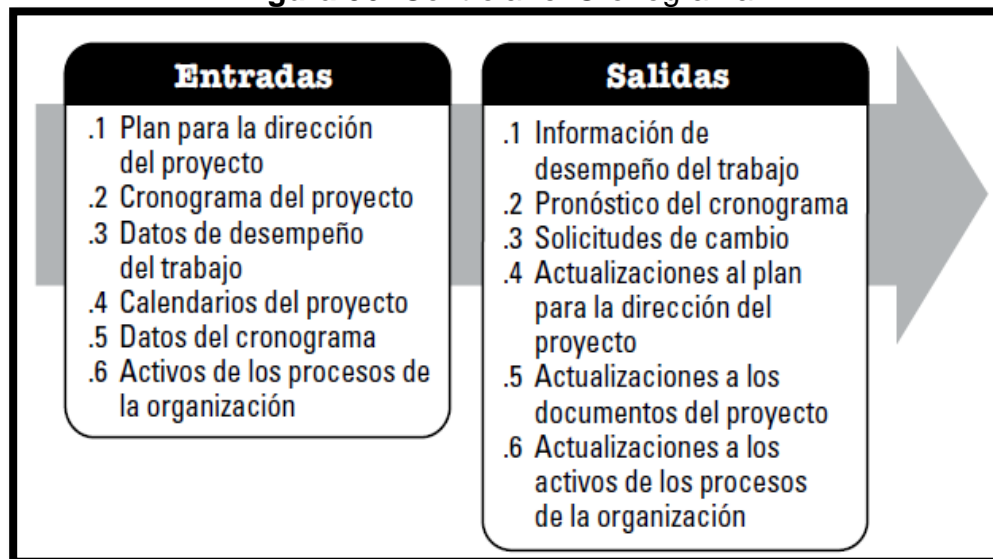 Entradas
.1 Plan para la dirección
del proyecto
.2 Cronograma del proyecto
.3 Datos de desempeño
del trabajo
.4 Calendarios del proyecto
.5 Datos del cronograma
.6 Activos de los procesos de
la organización
Salidas
.1 Información de
desempeño del trabajo
.2 Pronóstico del cronograma
.3 Solicitudes de cambio
.4 Actualizaciones al plan
para la dirección del
proyecto
.5 Actualizaciones a los
documentos del proyecto
.6 Actualizaciones a los
activos de los procesos
de la organización